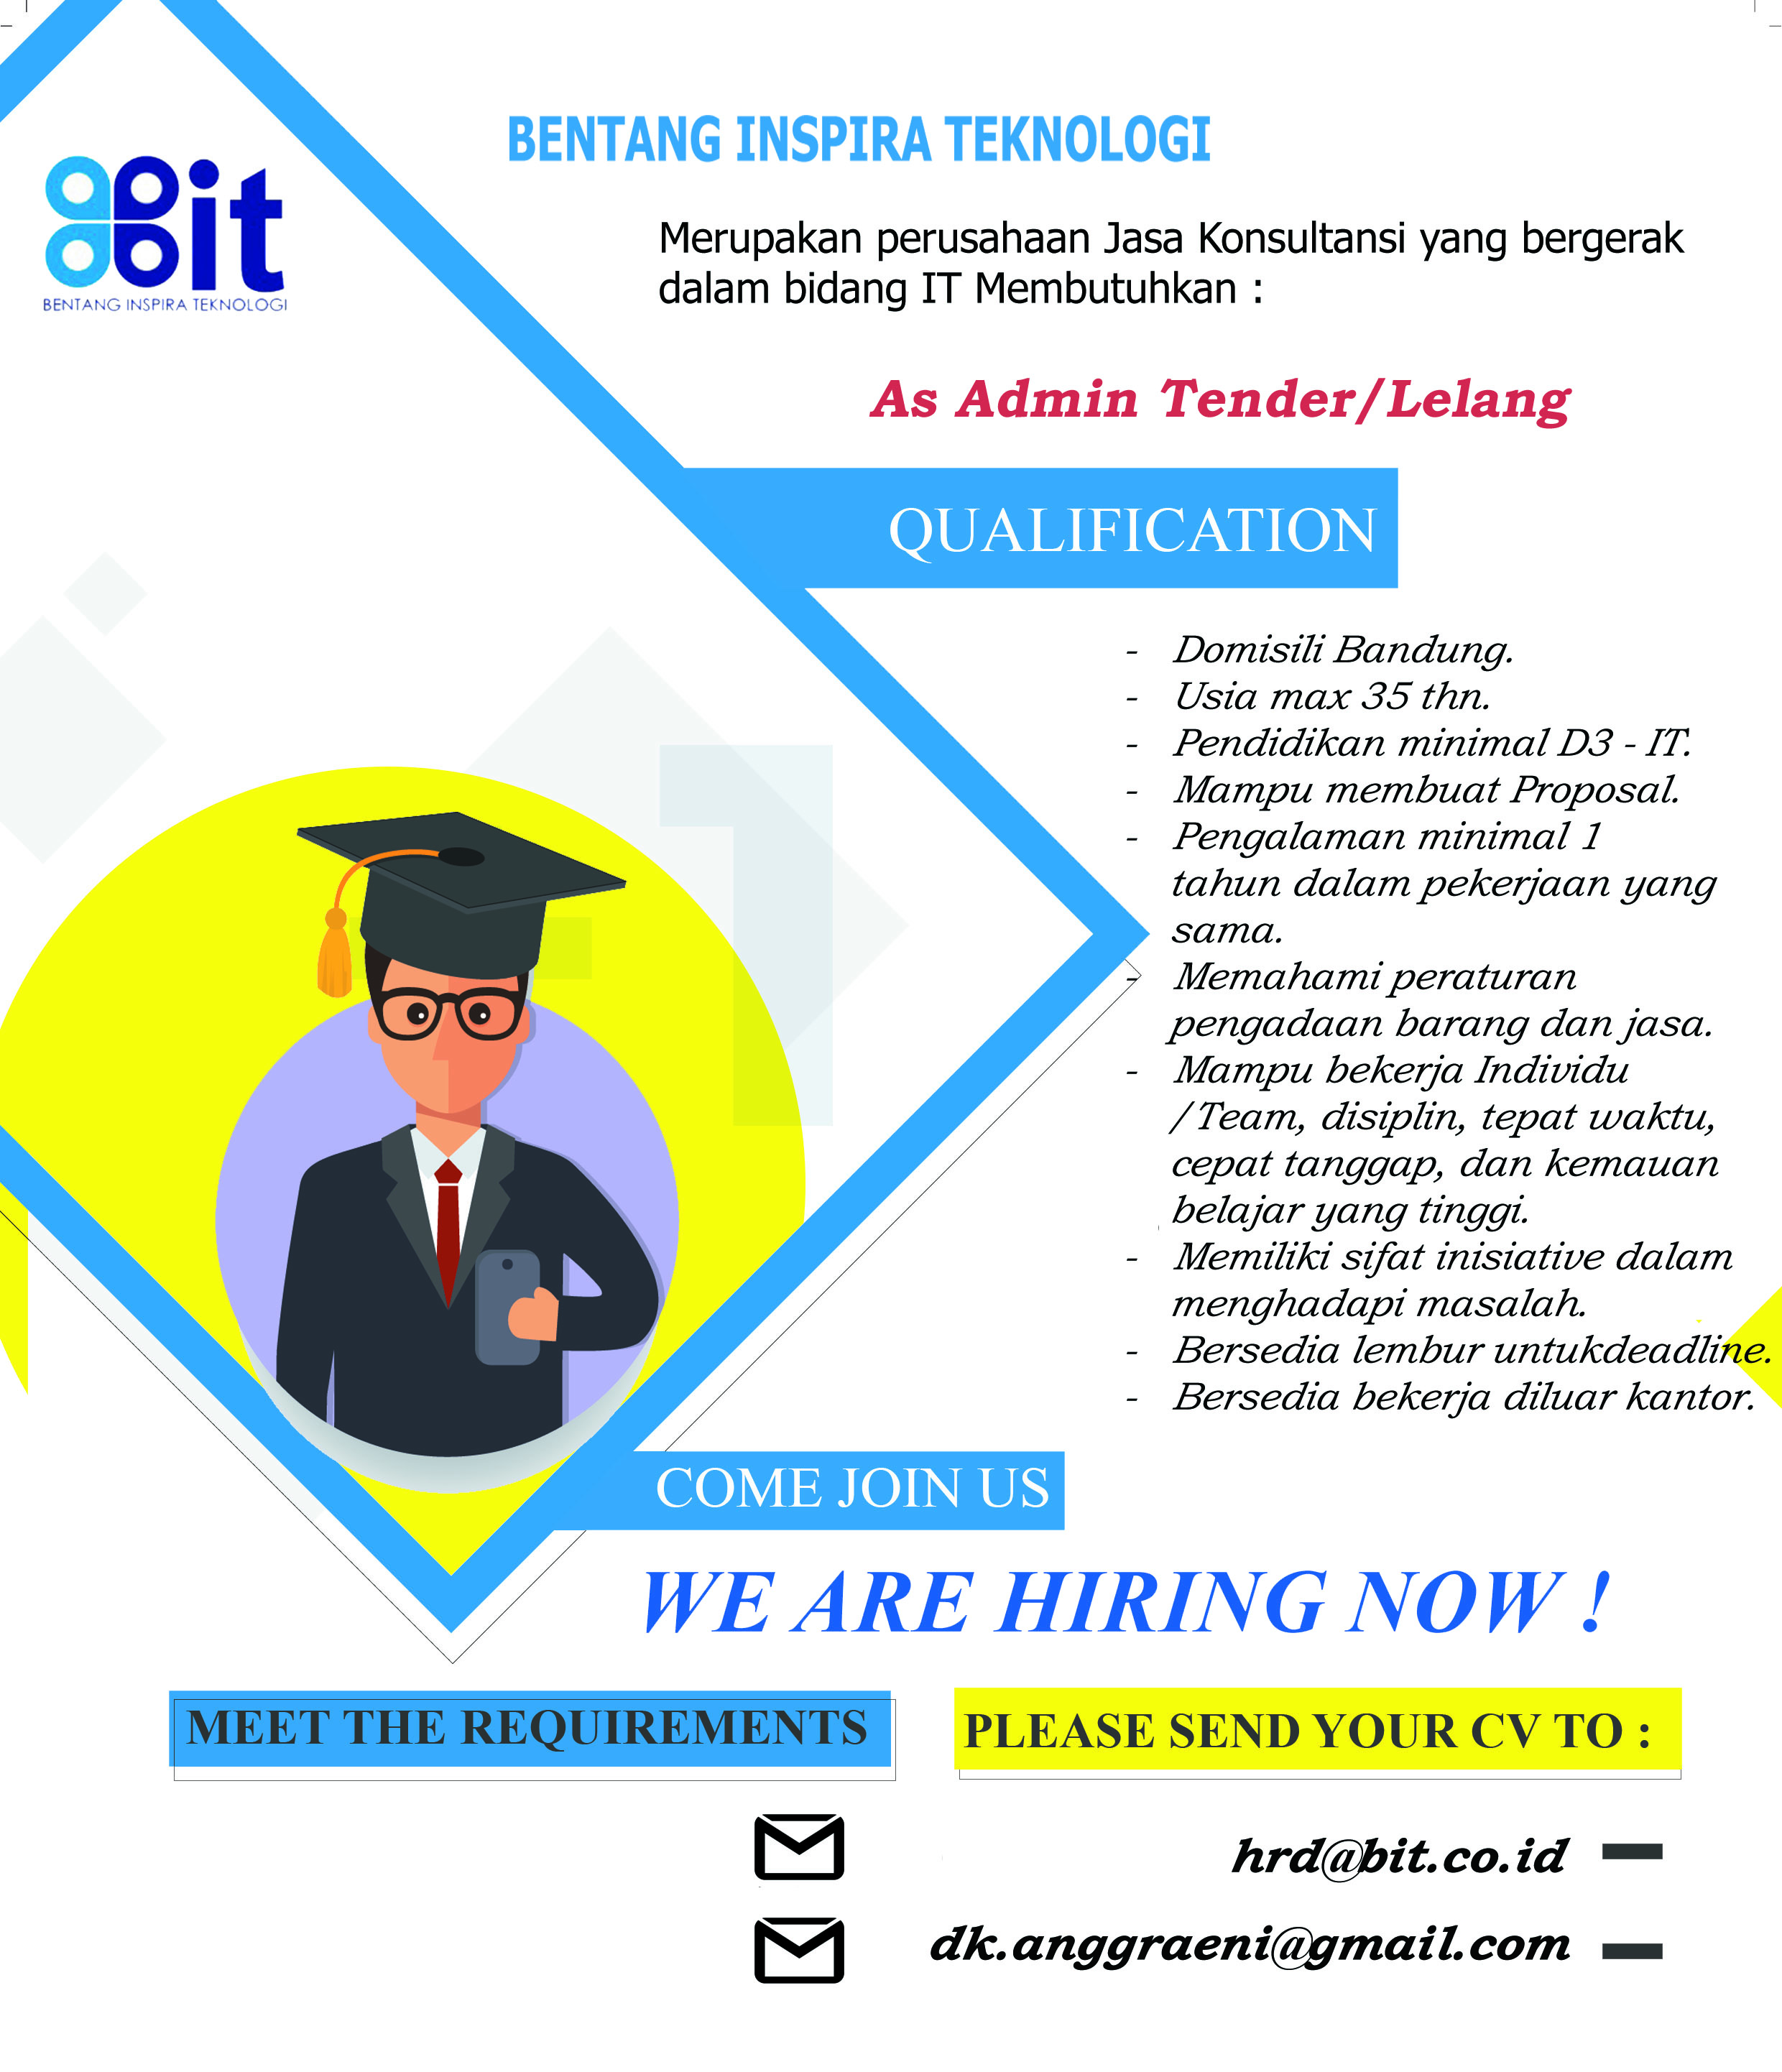 bit
BENTANG INSPIRA TEKNOLOGI
BENTANG INSPIRA TEKNOLOGI
Merupakan perusahaan Jasa Konsultansi yang bergerak
dalam bidang IT Membutuhkan :
As Admin Tender/Lelang
QUALIFICATION
- Domisili Bandung.
- Usia max 35 thn.
- Pendidikan minimal D3 - IT.
- Mampu membuat Proposal.
- Pengalaman minimal 1
tahun dalam pekerjaan yang
sama.
- Memahami peraturan
pengadaan barang dan jasa.
- Mampu bekerja Individu
/Team, disiplin, tepat waktu,
cepat tanggap, dan kemauan
belajar yang tinggi.
- Memiliki sifat inisiative dalam
menghadapi masalah.
- Bersedia lembur untukdeadline.
- Bersedia bekerja diluar kantor.
COME JOIN US
WE ARE HIRING NOW !
MEET THE REQUIREMENTS
PLEASE SEND YOUR CV TO :
hrd@bit.co.id
dk.anggraeni@gmail.com